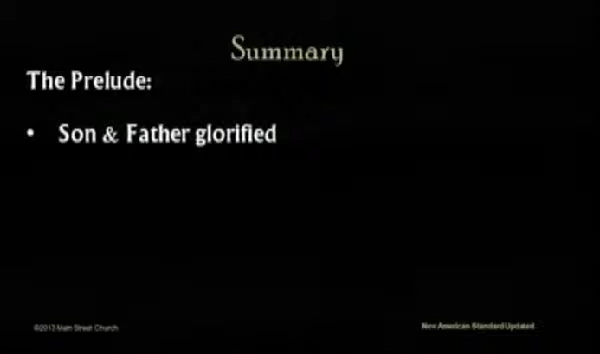 Summary
The Prelude:
• Son & Father glorified
©2013 Main Street Church
New American Standard Updated